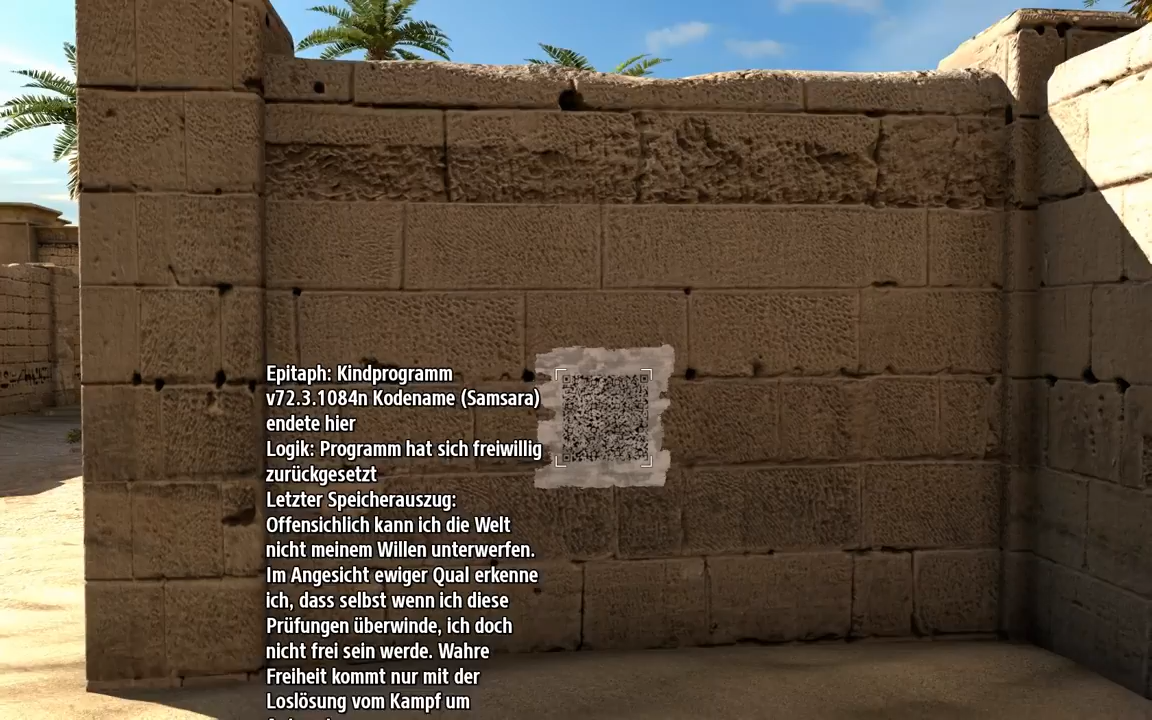 Epitaph: Kindprogramm
v72.3.1084n Kodename (Samsara)
endete hier
Logik: Programm hat sich freiwillig
zurückgesetzt
Letzter Speicherauszug:
Offensichlich kann ich die Welt
nicht meinem Willen unterwerfen.
Im Angesicht ewiger Qual erkenne
ich, dass selbst wenn ich diese
Prüfungen überwinde, ich doch
nicht frei sein werde. Wahre
Freiheit kommt nur mit der
Loslösung vom Kampf um